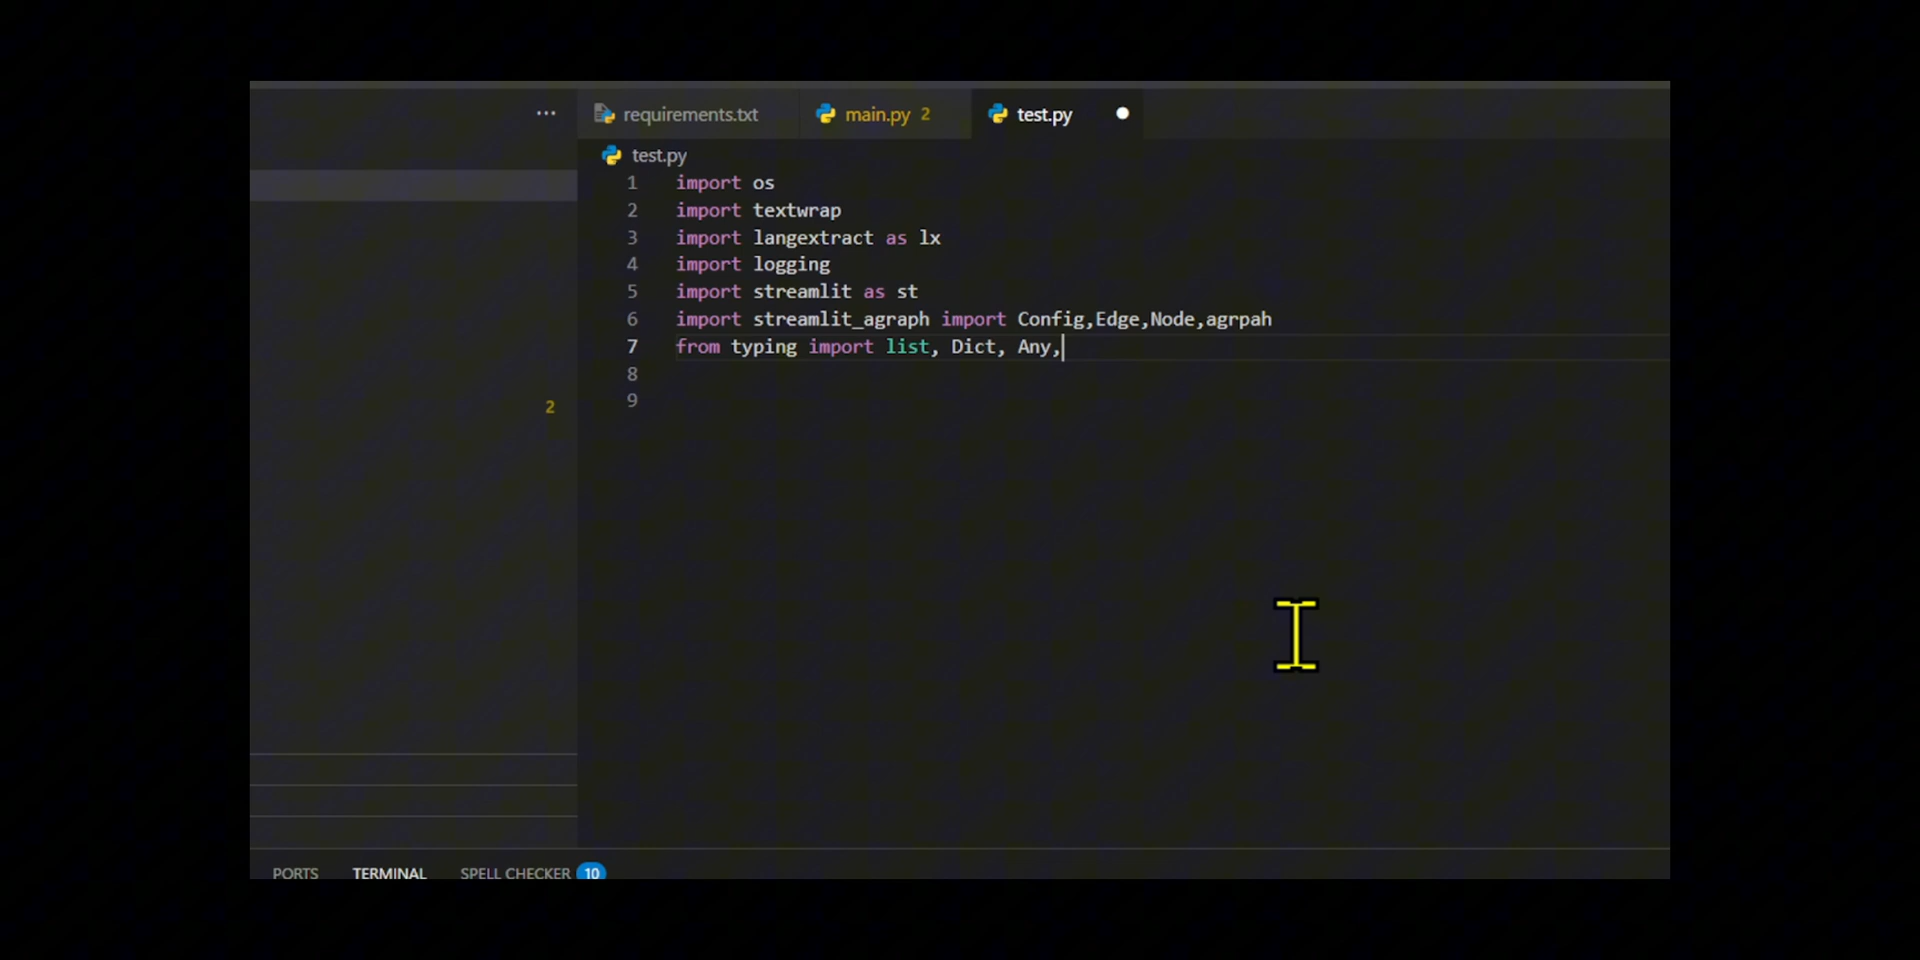 ··· requirements.txt main.py 2 test.py
test.py
1 import os
2 import textwrap
3 import langextract as lx
4 import logging
5 import streamlit as st
6 import streamlit_agraph import Config,Edge,Node,agrpah
7 from typing import list, Dict, Any,
8
2
9
PORTS TERMINAL SPELL CHECKER 10